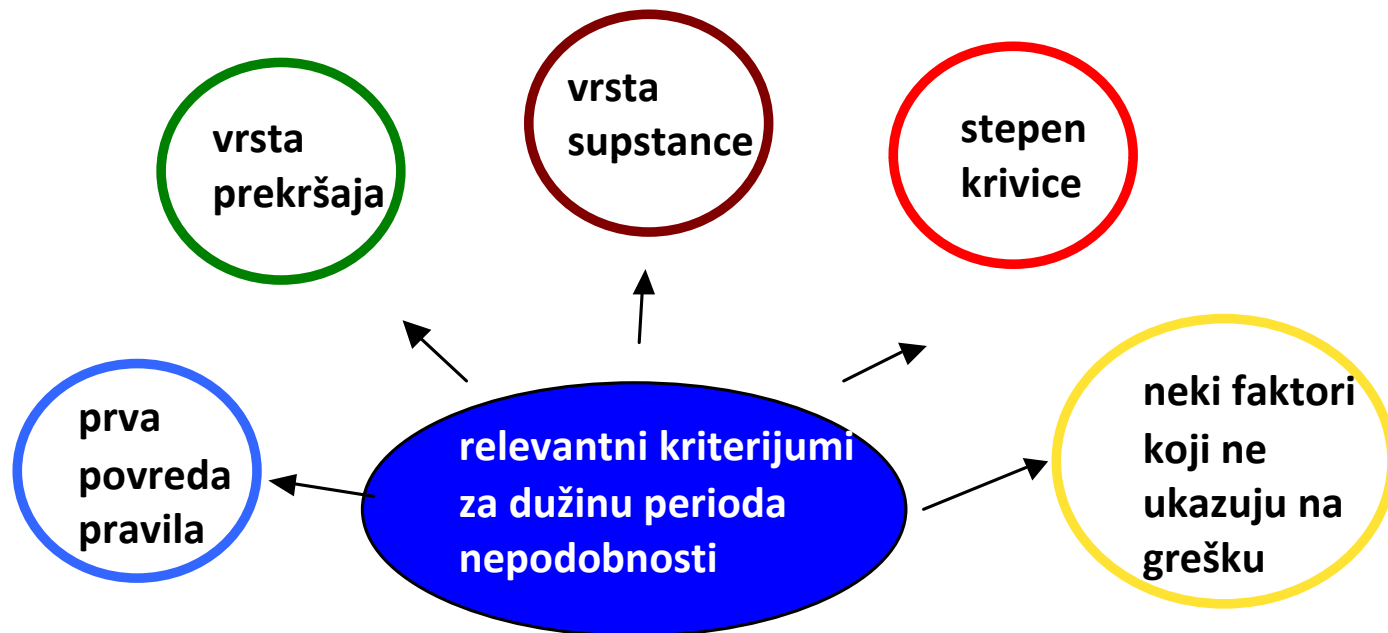 vrsta
prekršaja
vrsta
supstance
stepen
krivice
prva
povreda
pravila
relevantni kriterijumi
za dužinu perioda
nepodobnosti
neki faktori
koji ne
ukazuju na
grešku